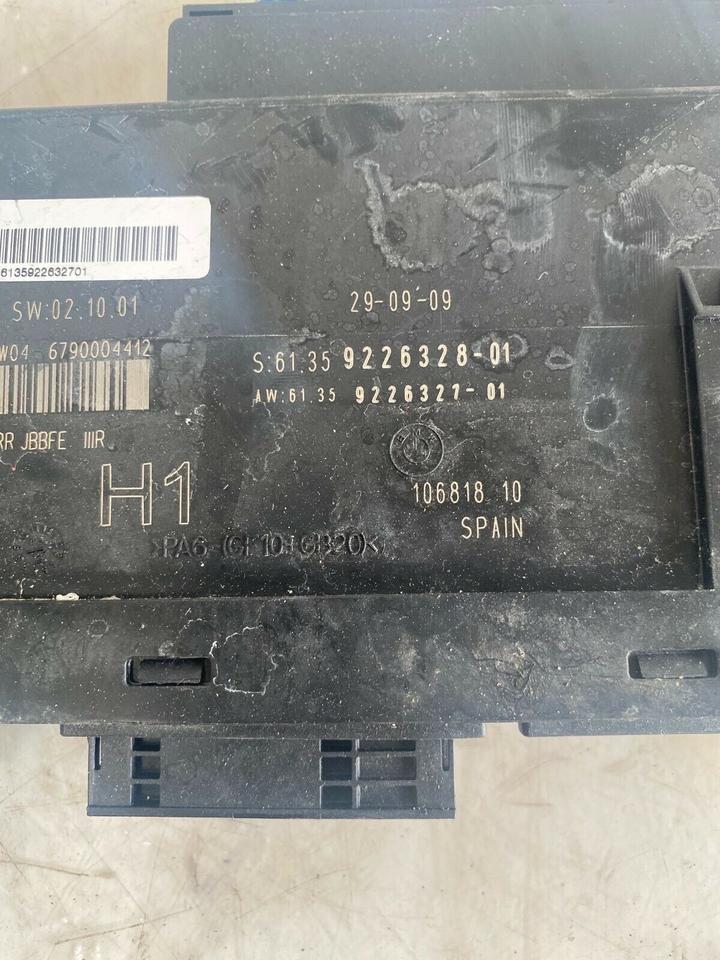 6135922632701
SW:02.10.01
29-09-09
W04 6790004412
S:61.35 9226328-01
AW:61.35 9226327-01
RR JBBFE IIIR
BMW
H1
106818.10
SPAIN